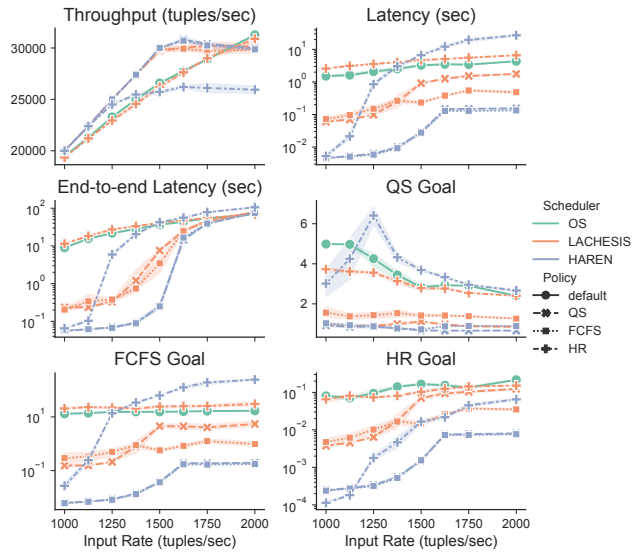 Throughput (tuples/sec)
30000
25000
20000
Latency (sec)
10^1
10^0
10^-1
10^-2
10^-3
End-to-end Latency (sec)
10^2
10^1
10^0
10^-1
QS Goal
6
4
2
Scheduler
OS
LACHESIS
HAREN
Policy
default
QS
FCFS
HR
FCFS Goal
10^1
10^-1
1000 1250 1500 1750 2000
Input Rate (tuples/sec)
HR Goal
10^-1
10^-2
10^-3
10^-4
1000 1250 1500 1750 2000
Input Rate (tuples/sec)